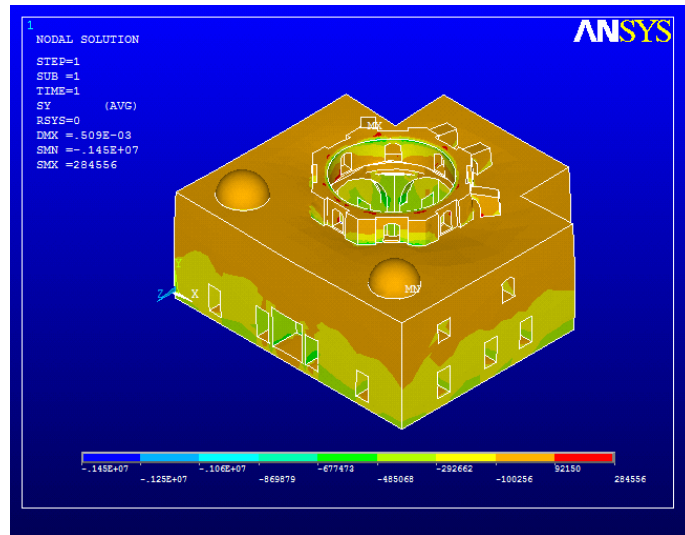 1
ANSYS
NODAL SOLUTION
STEP=1
SUB =1
TIME=1
SY (AVG)
RSYS=0
DMX =.509E-03
SMN =-.145E+07
SMX =284556
MX
MN
Y
Z X
-.145E+07 -.106E+07 -677473 -292662 92150
-.125E+07 -869879 -485068 -100256 284556